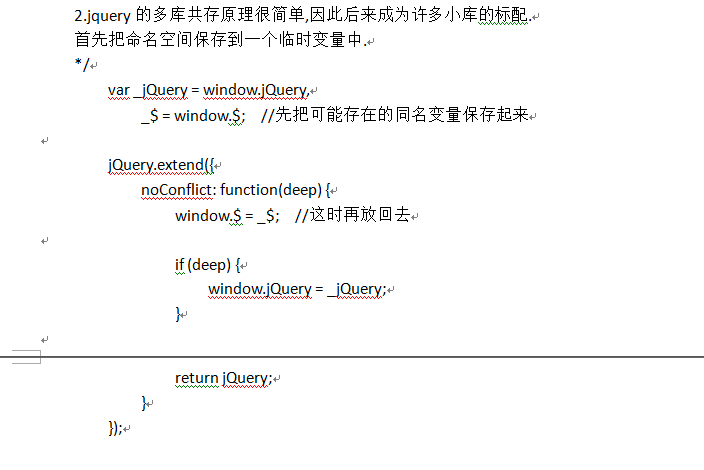 2.jquery 的多库共存原理很简单,因此后来成为许多小库的标配.
首先把命名空间保存到一个临时变量中.
*/
var _jQuery = window.jQuery,
_$ = window.$; //先把可能存在的同名变量保存起来
jQuery.extend({
noConflict: function(deep) {
window.$ = _$; //这时再放回去
if (deep) {
window.jQuery = _jQuery;
}
return jQuery;
}
});